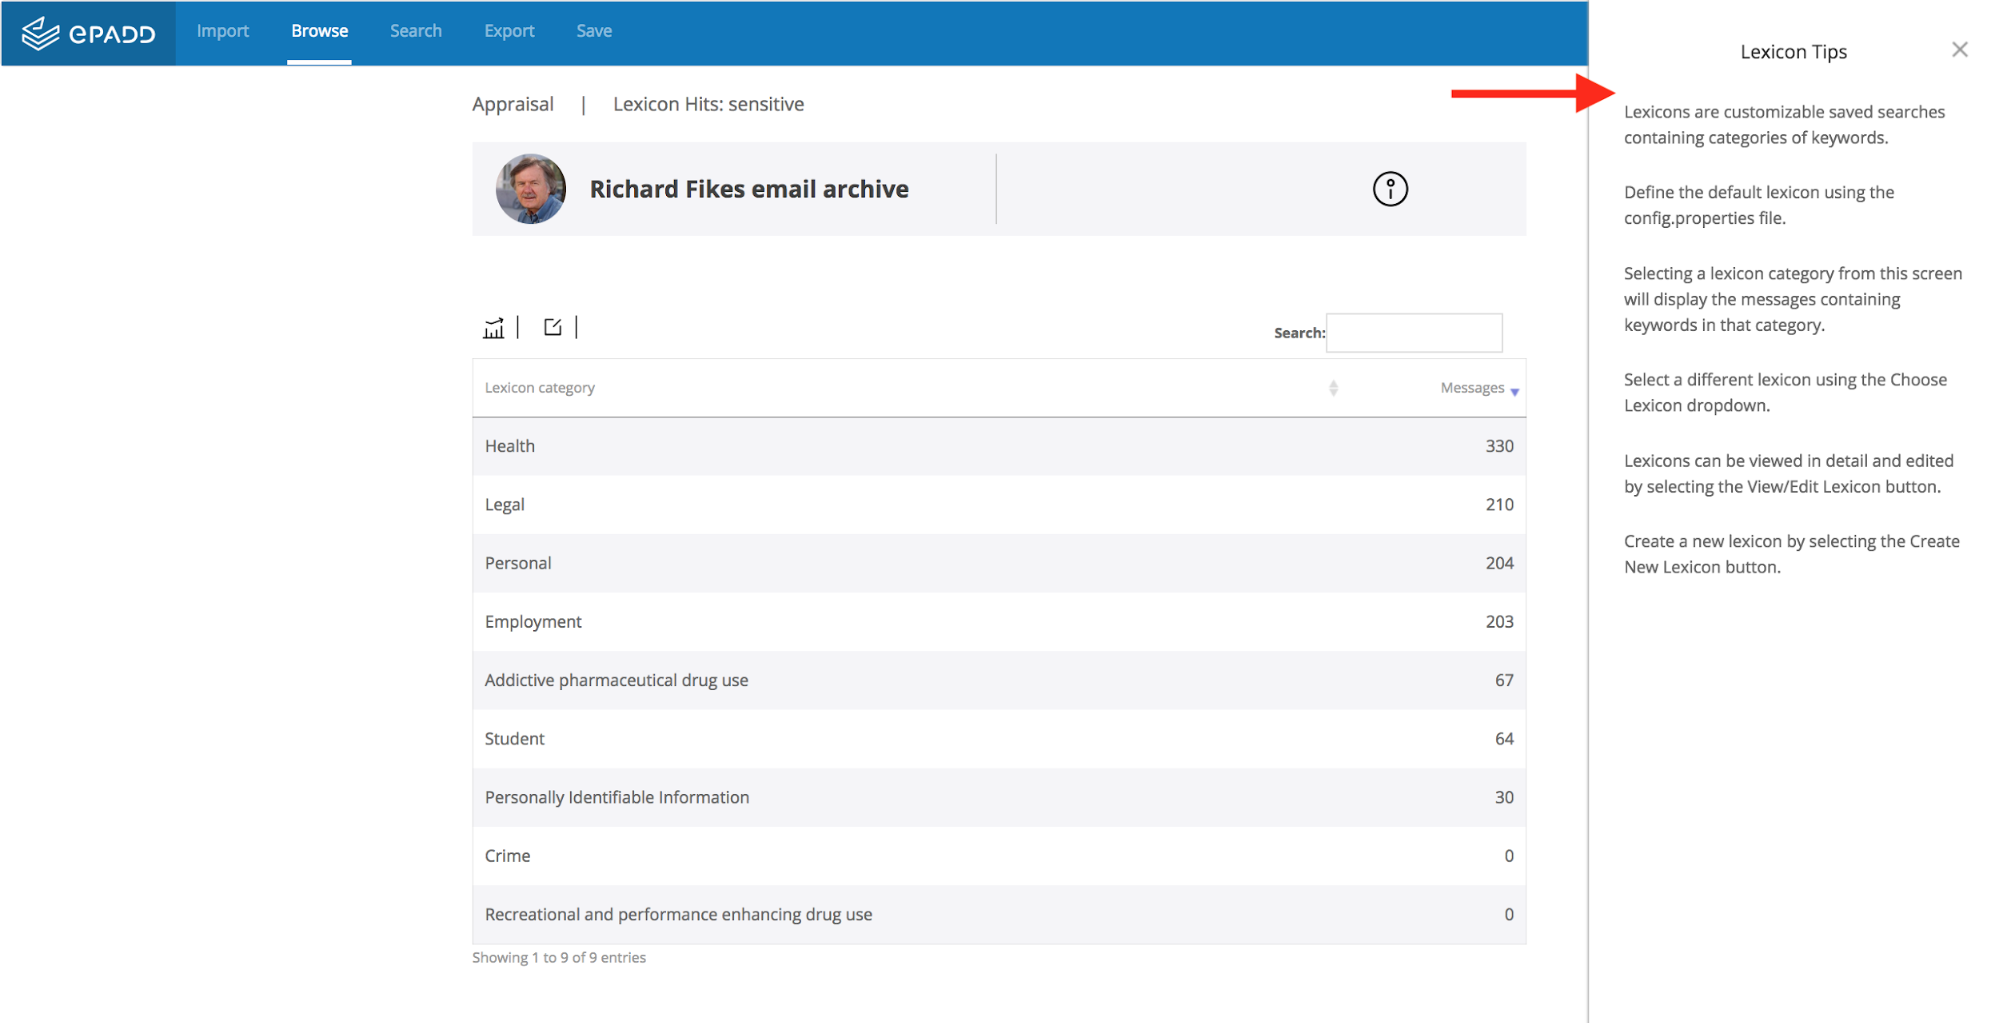 ePADD
Import Browse Search Export Save
Appraisal | Lexicon Hits: sensitive
Richard Fikes email archive
Search:
Lexicon category Messages
Health 330
Legal 210
Personal 204
Employment 203
Addictive pharmaceutical drug use 67
Student 64
Personally Identifiable Information 30
Crime 0
Recreational and performance enhancing drug use 0
Showing 1 to 9 of 9 entries
Lexicon Tips
Lexicons are customizable saved searches
containing categories of keywords.
Define the default lexicon using the
config.properties file.
Selecting a lexicon category from this screen
will display the messages containing
keywords in that category.
Select a different lexicon using the Choose
Lexicon dropdown.
Lexicons can be viewed in detail and edited
by selecting the View/Edit Lexicon button.
Create a new lexicon by selecting the Create
New Lexicon button.